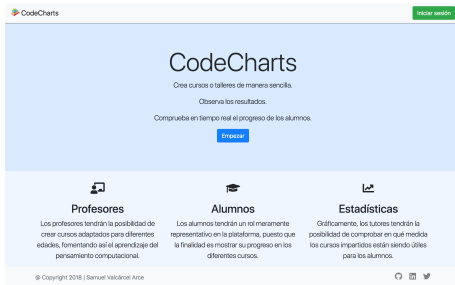 CodeCharts
Iniciar sesión
CodeCharts
Crea cursos o talleres de manera sencilla.
Observa los resultados.
Comprueba en tiempo real el progreso de los alumnos.
Empezar
Profesores
Los profesores tendrán la posibilidad de
crear cursos adaptados para diferentes
edades, fomentando así el aprendizaje del
pensamiento computacional.
Alumnos
Los alumnos tendrán un rol meramente
representativo en la plataforma, puesto que
la finalidad es mostrar su progreso en los
diferentes cursos.
Estadísticas
Gráficamente, los tutores tendrán la
posibilidad de comprobar en qué medida
los cursos impartidos están siendo útiles
para los alumnos.
@ Copyright 2018 | Samuel Valcárcel Arce